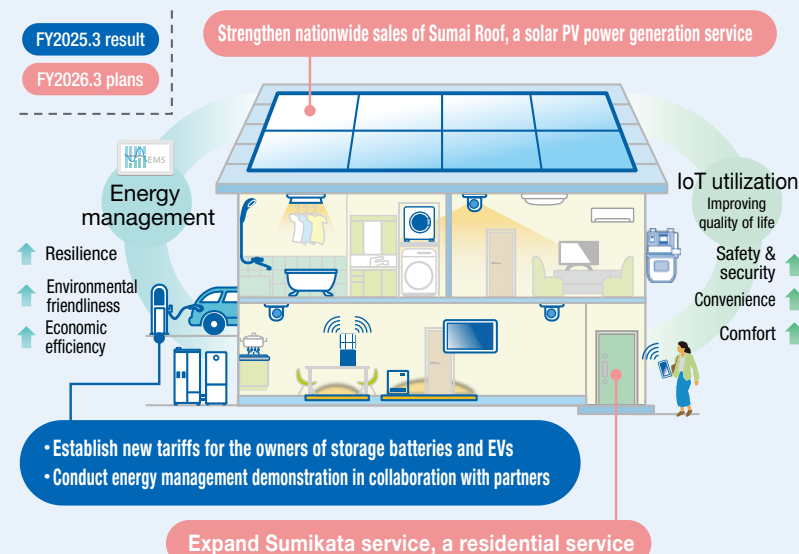 FY2025.3 result
FY2026.3 plans
Strengthen nationwide sales of Sumai Roof, a solar PV power generation service
EMS
Energy
management
Resilience
Environmental
friendliness
Economic
efficiency
IoT utilization
Improving
quality of life
Safety &
security
Convenience
Comfort
• Establish new tariffs for the owners of storage batteries and EVs
• Conduct energy management demonstration in collaboration with partners
Expand Sumikata service, a residential service